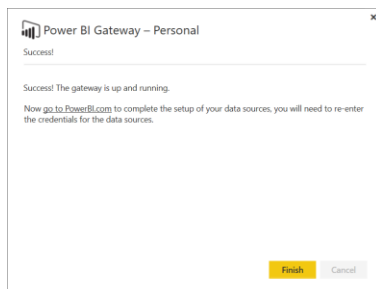 Power BI Gateway – Personal
Success!
Success! The gateway is up and running.
Now go to PowerBI.com to complete the setup of your data sources, you will need to re-enter
the credentials for the data sources.
Finish
Cancel